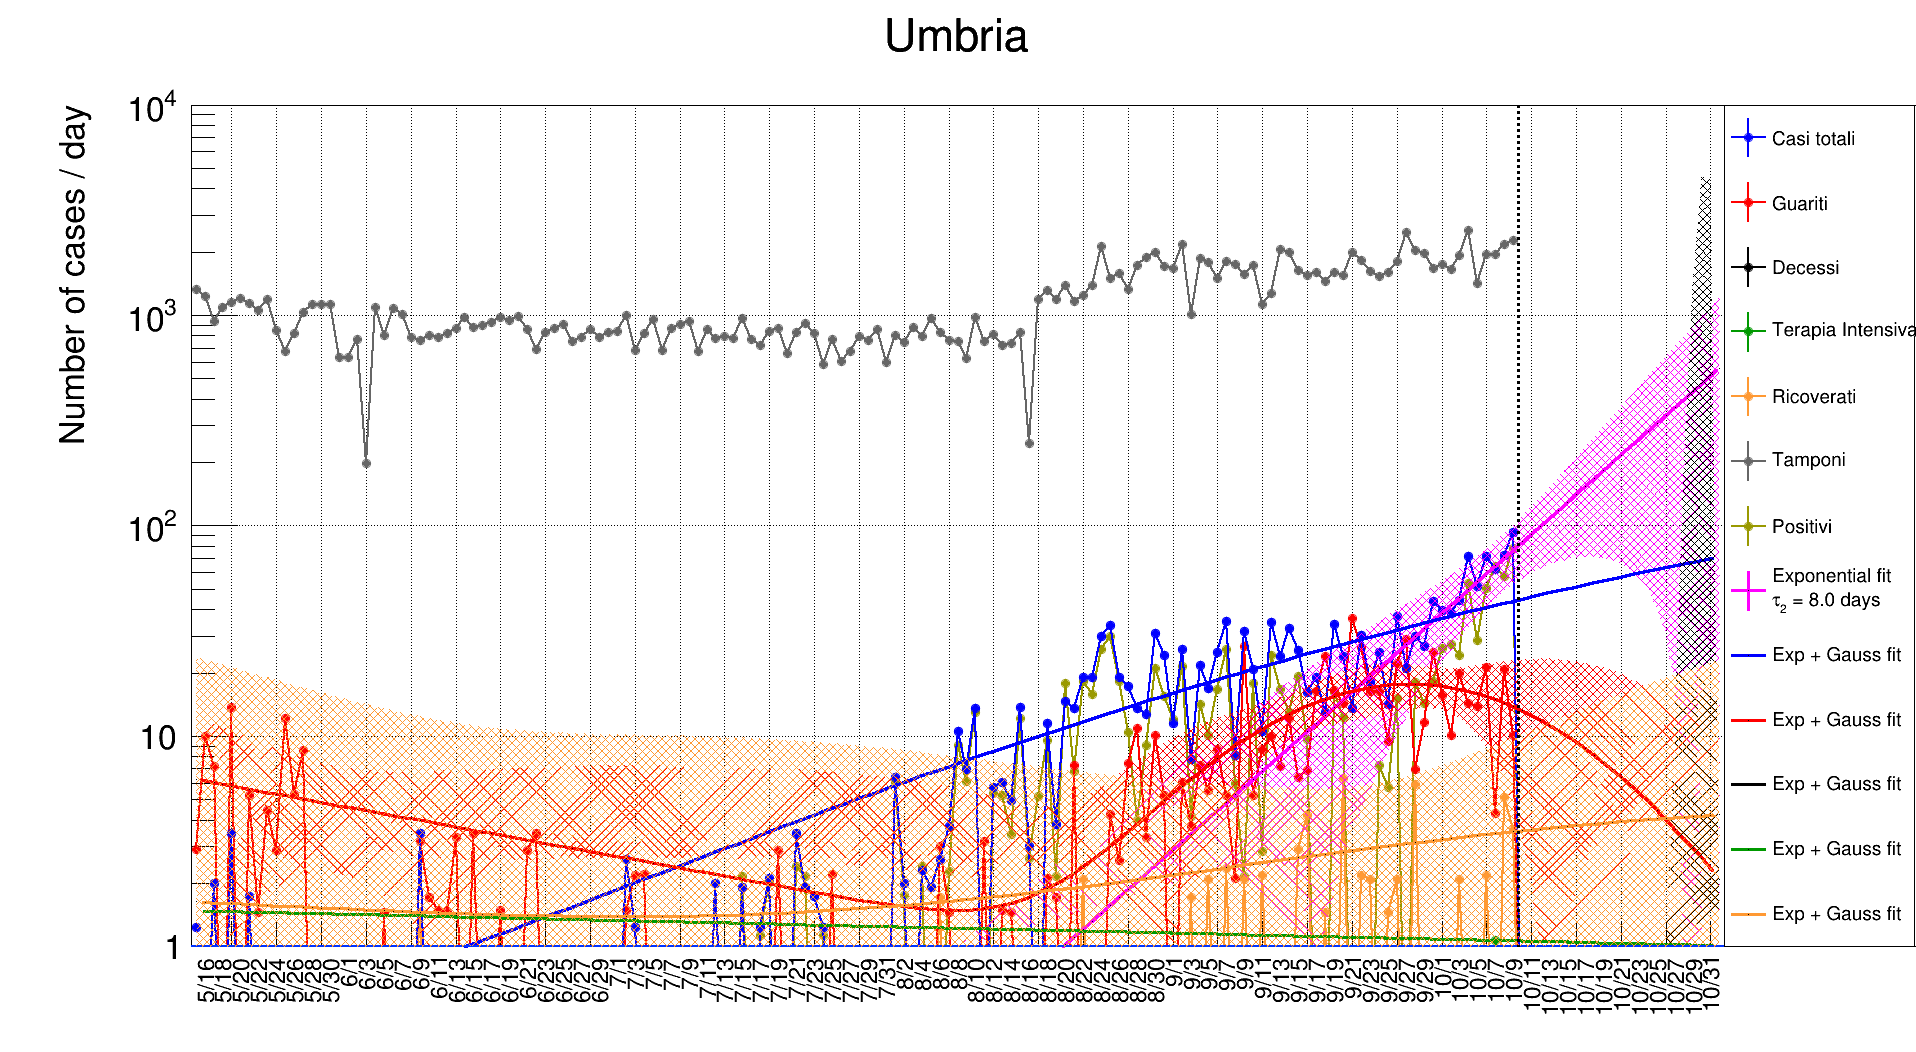 Umbria
Number of cases / day
10^4
10^3
10^2
10
1
5/16 5/18 5/20 5/22 5/24 5/26 5/28 5/30 6/1 6/3 6/5 6/7 6/9 6/11 6/13 6/15 6/17 6/19 6/21 6/23 6/25 6/27 6/29 7/1 7/3 7/5 7/7 7/9 7/11 7/13 7/15 7/17 7/19 7/21 7/23 7/25 7/27 7/29 7/31 8/2 8/4 8/6 8/8 8/10 8/12 8/14 8/16 8/18 8/20 8/22 8/24 8/26 8/28 8/30 9/1 9/3 9/5 9/7 9/9 9/11 9/13 9/15 9/17 9/19 9/21 9/23 9/25 9/27 9/29 10/1 10/3 10/5 10/7 10/9 10/11 10/13 10/15 10/17 10/19 10/21 10/23 10/25 10/27 10/29 10/31
Casi totali
Guariti
Decessi
Terapia Intensiva
Ricoverati
Tamponi
Positivi
Exponential fit
τ2 = 8.0 days
Exp + Gauss fit
Exp + Gauss fit
Exp + Gauss fit
Exp + Gauss fit
Exp + Gauss fit